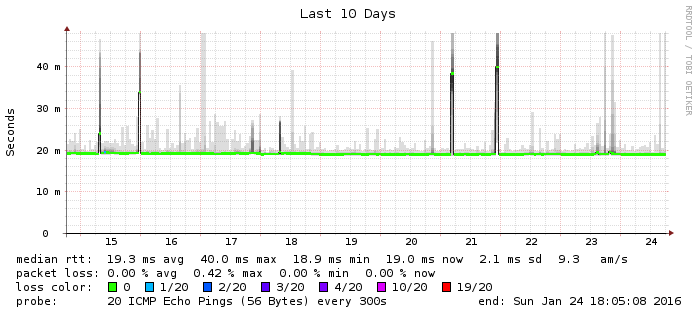 Last 10 Days
RRDTOOL / TOBI OETIKER
Seconds
40 m
30 m
20 m
10 m
0
15 16 17 18 19 20 21 22 23 24
median rtt: 19.3 ms avg 40.0 ms max 18.9 ms min 19.0 ms now 2.1 ms sd 9.3 am/s
packet loss: 0.00 % avg 0.42 % max 0.00 % min 0.00 % now
loss color: 0 1/20 2/20 3/20 4/20 10/20 19/20
probe: 20 ICMP Echo Pings (56 Bytes) every 300s end: Sun Jan 24 18:05:08 2016